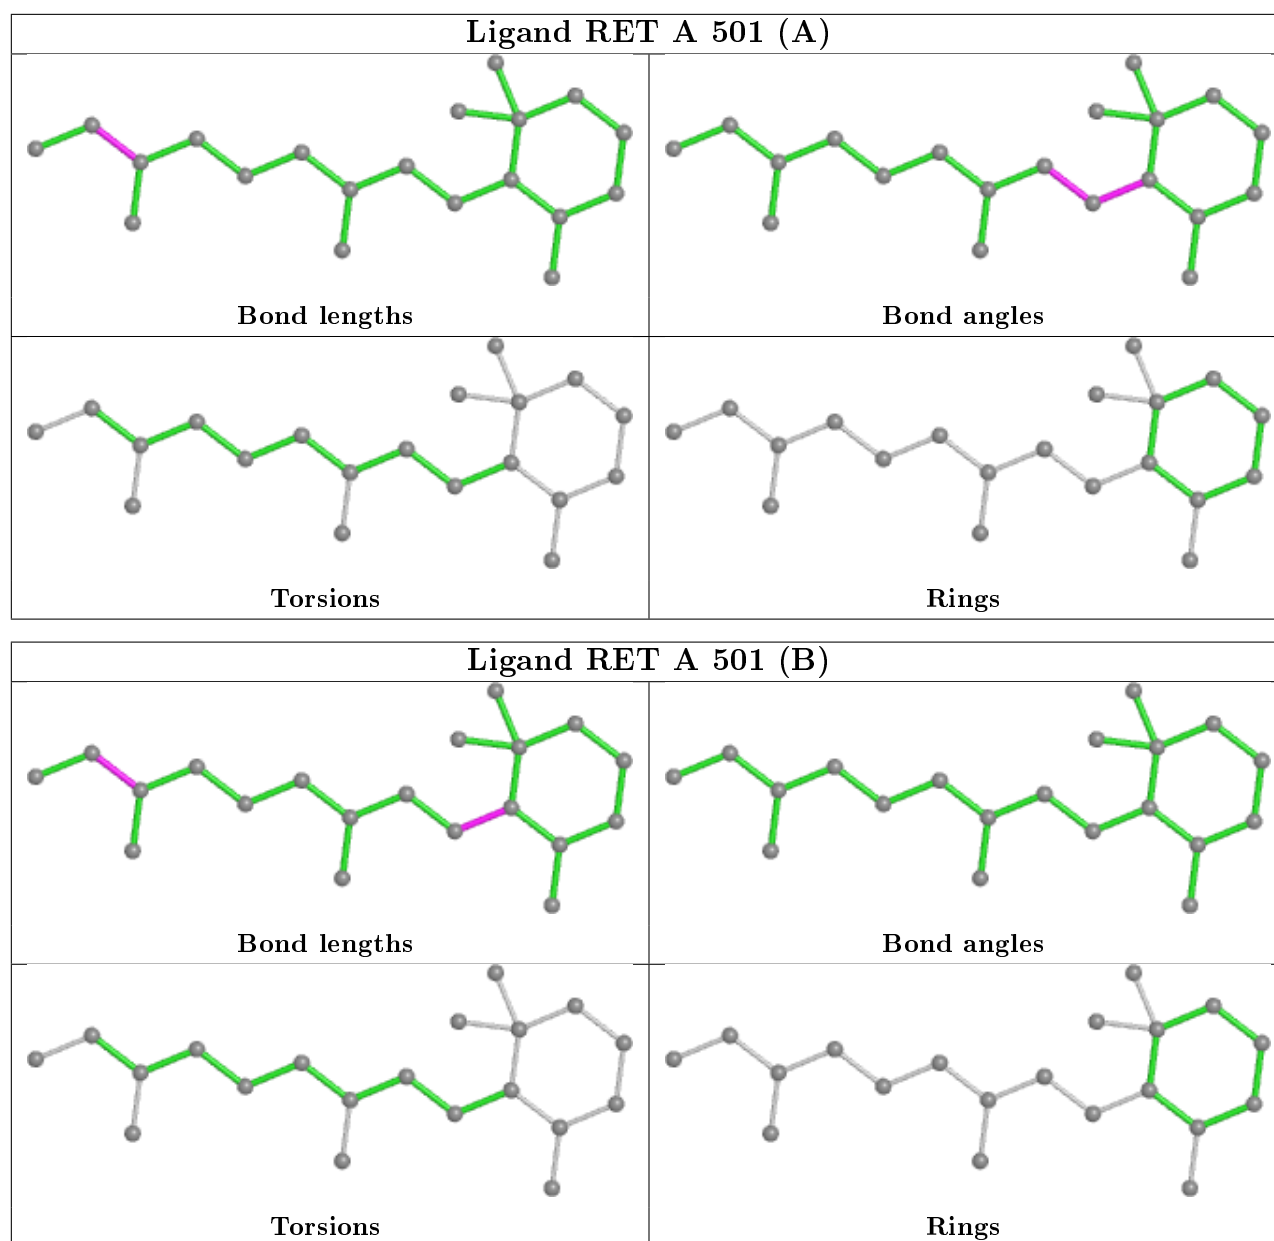 Ligand RET A 501 (A)
Bond lengths
Bond angles
Torsions
Rings
Ligand RET A 501 (B)
Bond lengths
Bond angles
Torsions
Rings